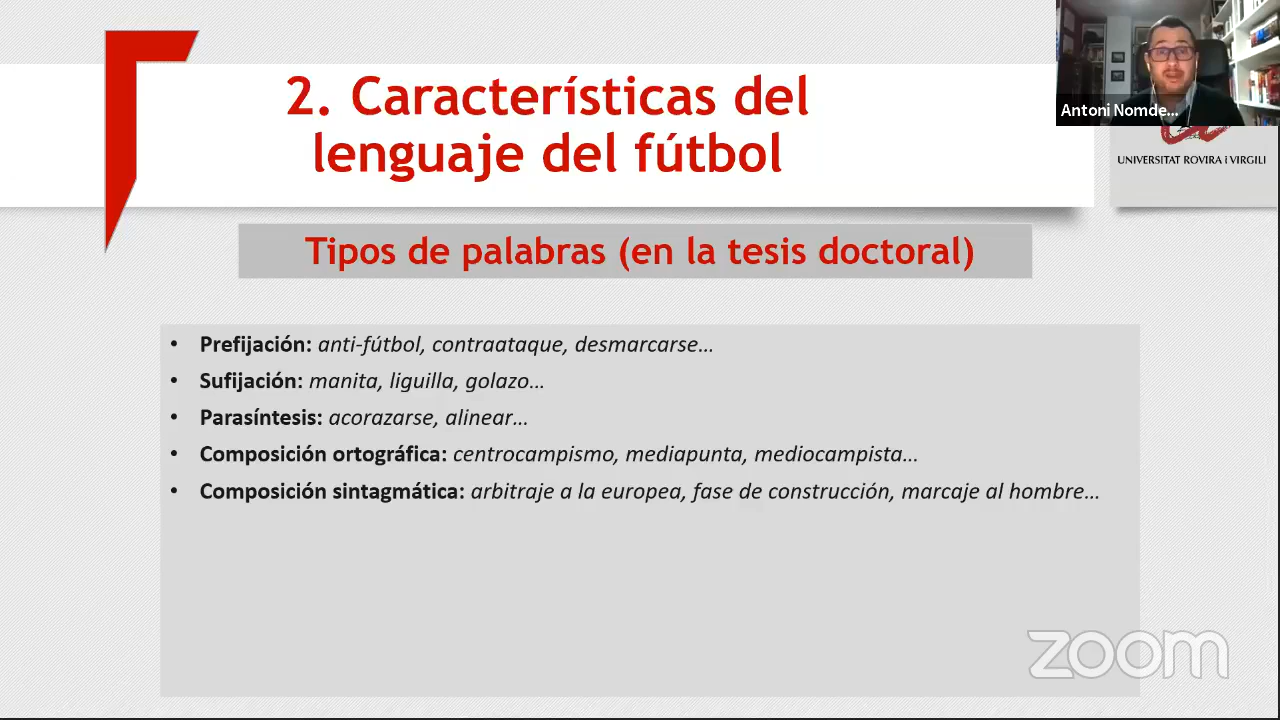 2. Características del
lenguaje del fútbol
Antoni Nomde...
UNIVERSITAT ROVIRA i VIRGILI
Tipos de palabras (en la tesis doctoral)
• Prefijación: anti-fútbol, contraataque, desmarcarse…
• Sufijación: manita, liguilla, golazo…
• Parasíntesis: acorazarse, alinear…
• Composición ortográfica: centrocampismo, mediapunta, mediocampista…
• Composición sintagmática: arbitraje a la europea, fase de construcción, marcaje al hombre…
zoom